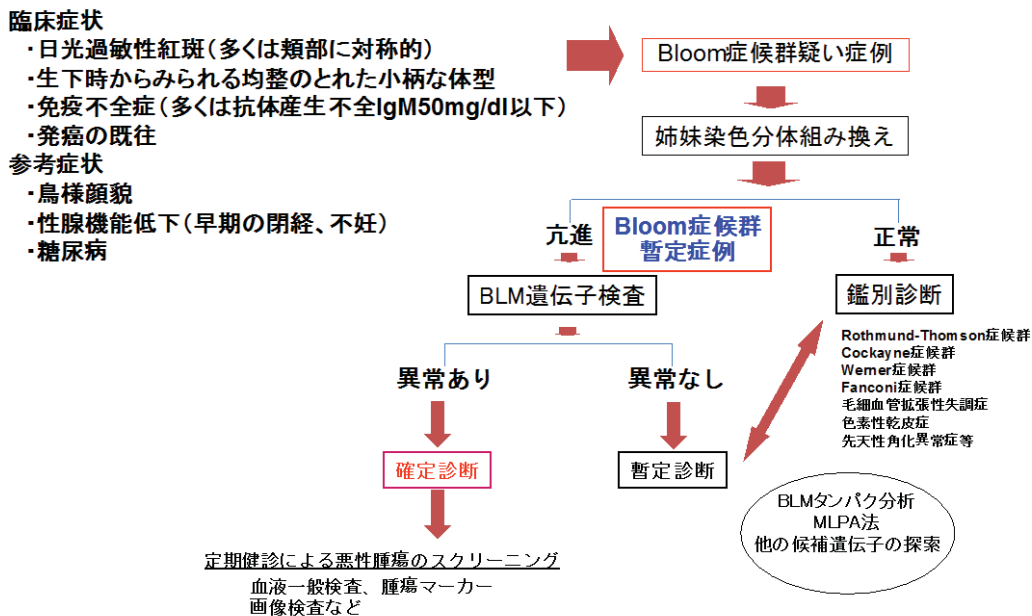 臨床症状
・日光過敏性紅斑（多くは頬部に対称的）
・生下時からみられる均整のとれた小柄な体型
・免疫不全症（多くは抗体産生不全IgM50mg/dl以下）
・発癌の既往
参考症状
・鳥様顔貌
・性腺機能低下（早期の閉経、不妊）
・糖尿病
Bloom症候群疑い症例
姉妹染色分体組み換え
亢進
Bloom症候群
暫定症例
正常
BLM遺伝子検査
鑑別診断
Rothmund-Thomson症候群
Cockayne症候群
Werner症候群
Fanconi症候群
毛細血管拡張性失調症
色素性乾皮症
先天性角化異常症等
異常あり
異常なし
確定診断
暫定診断
BLMタンパク分析
MLPA法
他の候補遺伝子の探索
定期健診による悪性腫瘍のスクリーニング
血液一般検査、腫瘍マーカー
画像検査など